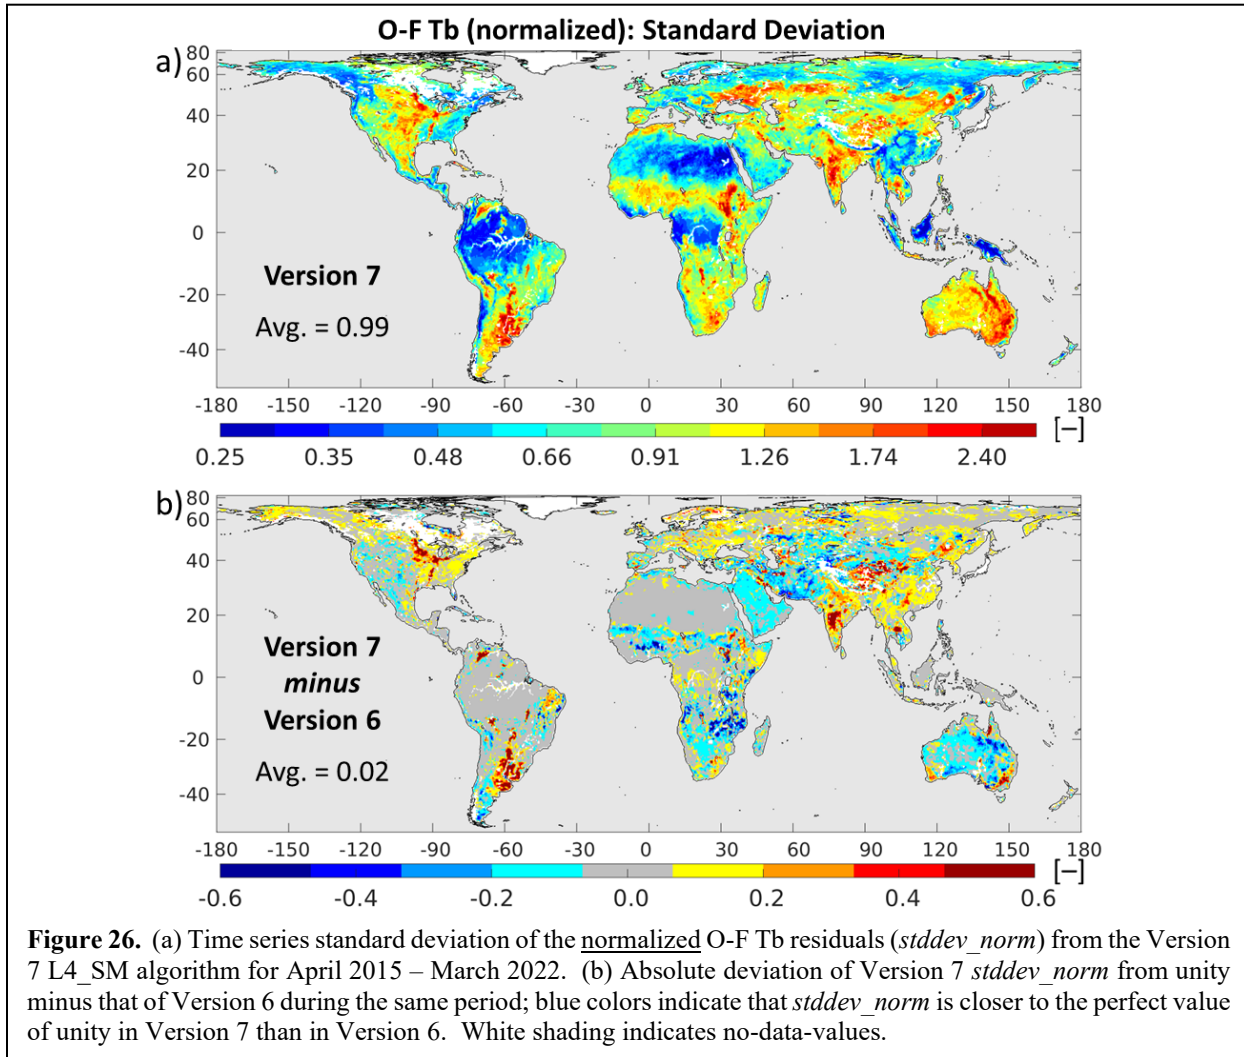 O-F Tb (normalized): Standard Deviation
a)
80
60
40
20
0
-20
-40
Version 7
Avg. = 0.99
-180 -150 -120 -90 -60 -30 0 30 60 90 120 150 180
[–]
0.25 0.35 0.48 0.66 0.91 1.26 1.74 2.40
b)
80
60
40
20
0
-20
-40
Version 7
minus
Version 6
Avg. = 0.02
-180 -150 -120 -90 -60 -30 0 30 60 90 120 150 180
[–]
-0.6 -0.4 -0.2 0.0 0.2 0.4 0.6
Figure 26. (a) Time series standard deviation of the normalized O-F Tb residuals (stddev_norm) from the Version
7 L4_SM algorithm for April 2015 – March 2022. (b) Absolute deviation of Version 7 stddev_norm from unity
minus that of Version 6 during the same period; blue colors indicate that stddev_norm is closer to the perfect value
of unity in Version 7 than in Version 6. White shading indicates no-data-values.